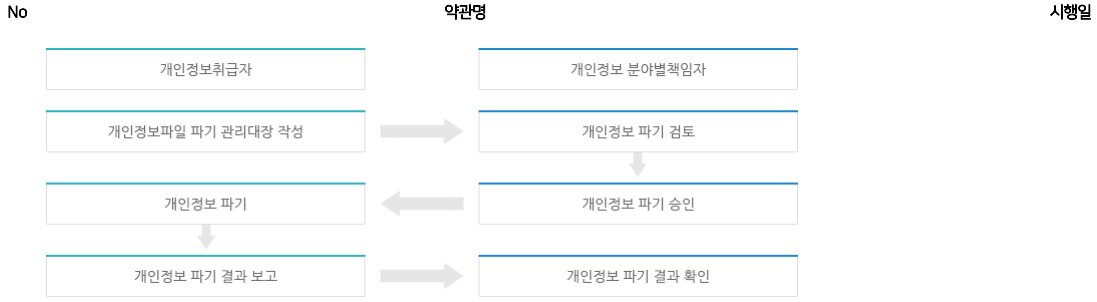 No 약관명 시행일
개인정보취급자 개인정보 분야별책임자
개인정보파일 파기 관리대장 작성 개인정보 파기 검토
개인정보 파기 개인정보 파기 승인
개인정보 파기 결과 보고 개인정보 파기 결과 확인